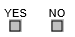 YES NO